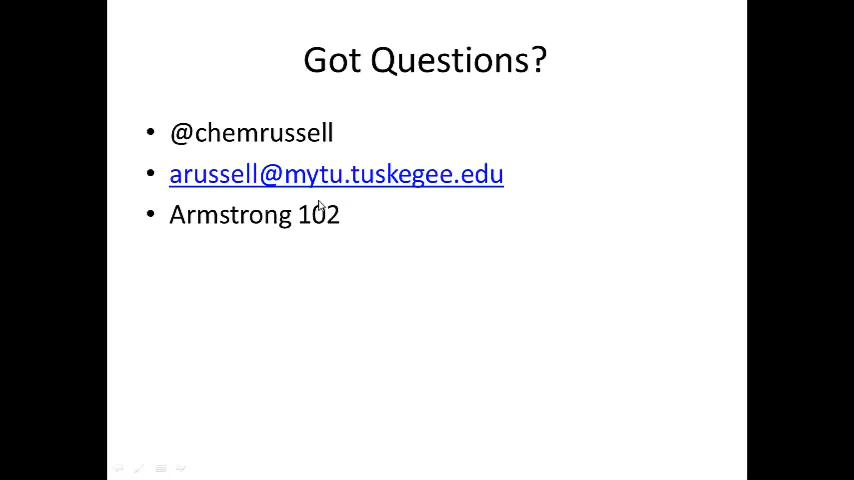 Got Questions?
• @chemrussell
• arussell@mytu.tuskegee.edu
• Armstrong 102